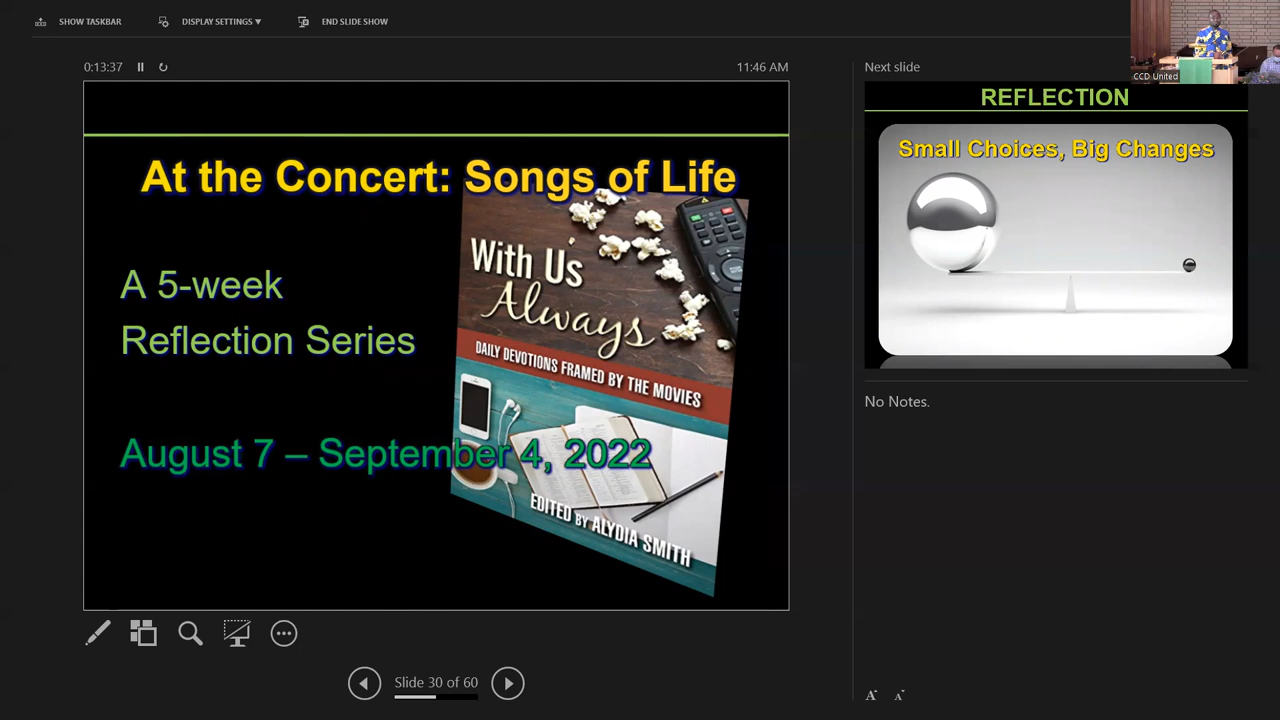 SHOW TASKBAR
DISPLAY SETTINGS ▼
END SLIDE SHOW
0:13:37
11:46 AM
At the Concert: Songs of Life
A 5-week
Reflection Series
August 7 – September 4, 2022
With Us
Always
DAILY DEVOTIONS FRAMED BY THE MOVIES
EDITED BY ALYDIA SMITH
Slide 30 of 60
CCD United
Next slide
REFLECTION
Small Choices, Big Changes
No Notes.
A
A